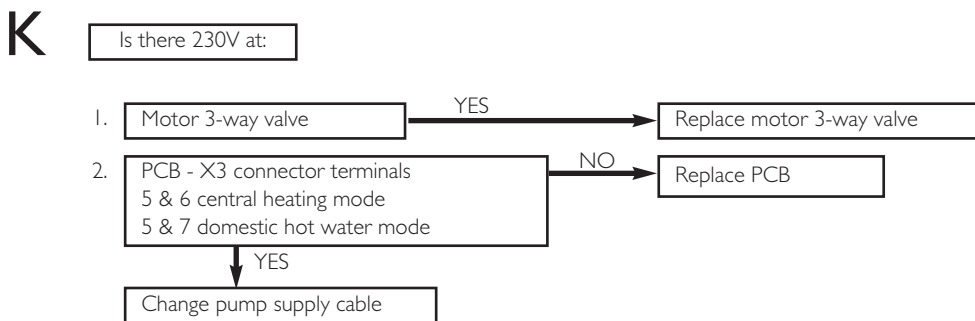 K
Is there 230V at:
1. Motor 3-way valve
YES
Replace motor 3-way valve
2. PCB - X3 connector terminals
5 & 6 central heating mode
5 & 7 domestic hot water mode
NO
Replace PCB
YES
Change pump supply cable